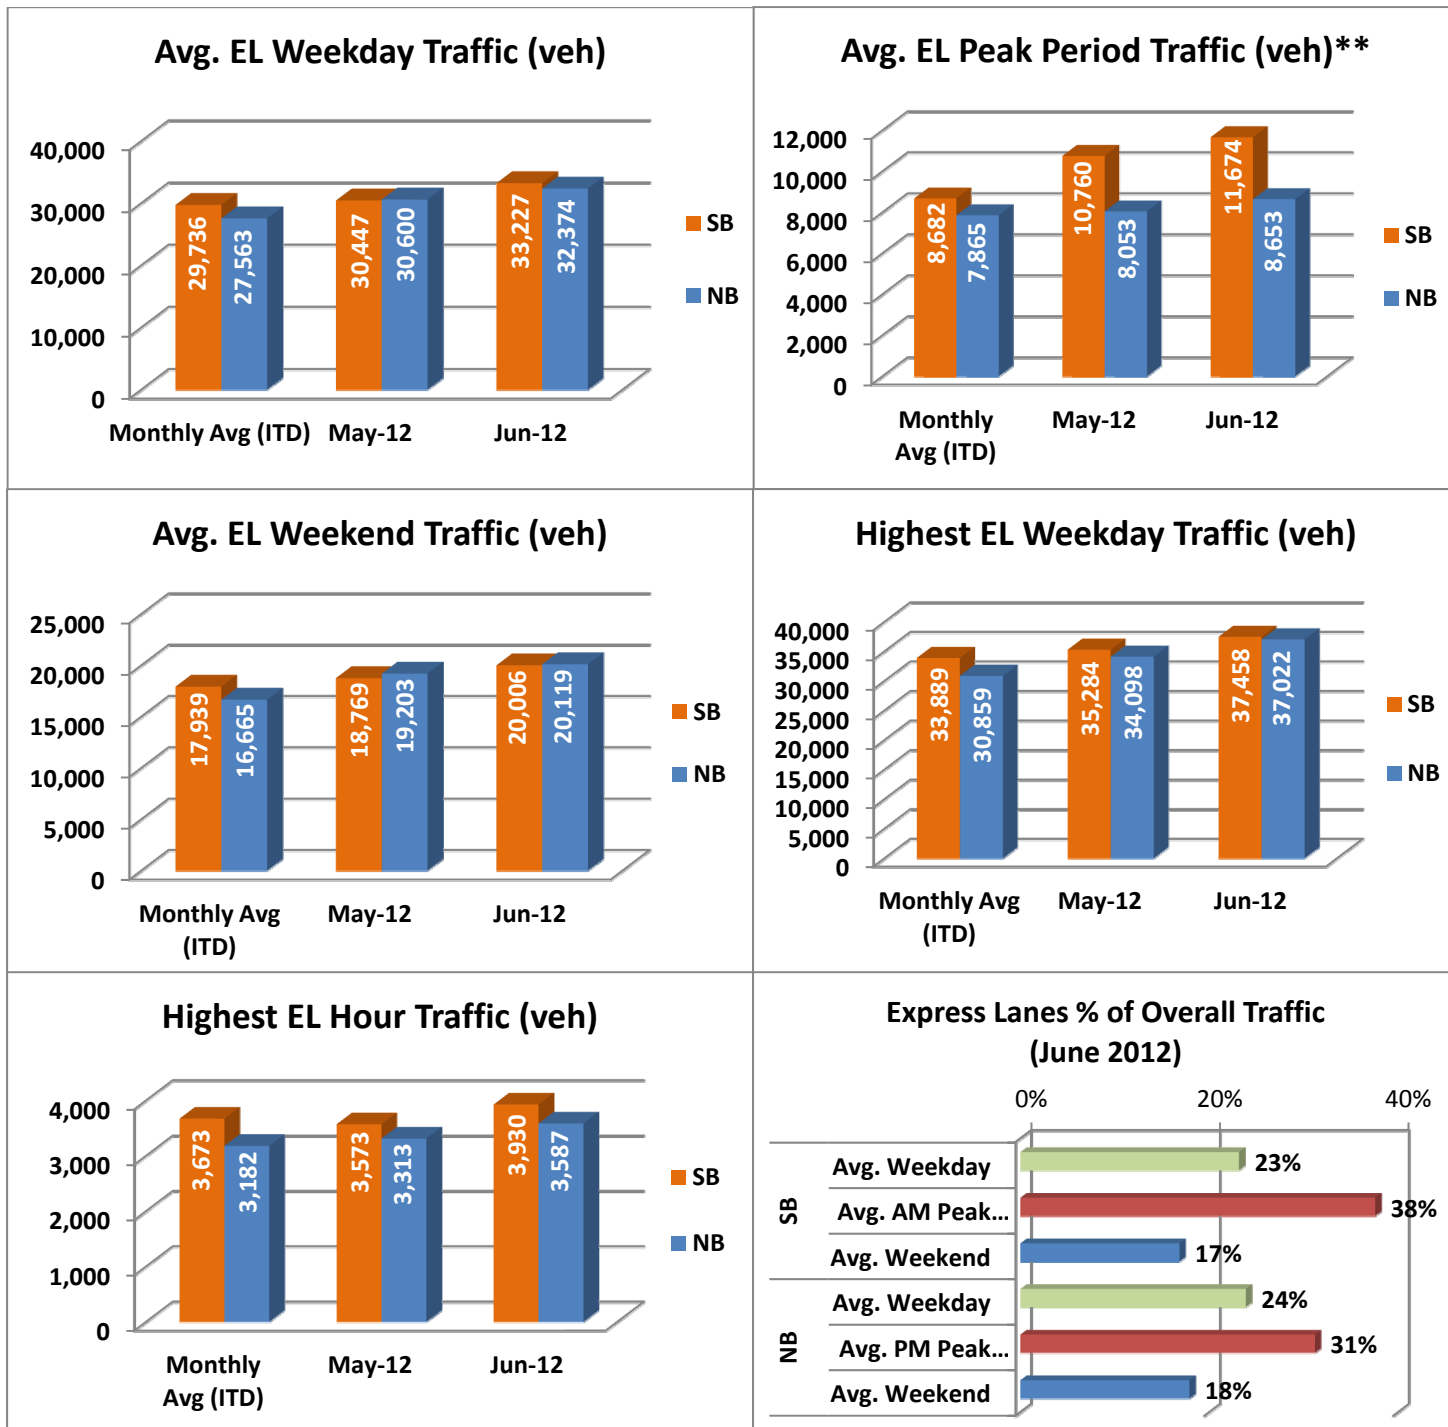 Avg. EL Weekday Traffic (veh)
40,000
30,000
20,000
10,000
0
29,736
27,563
30,447
30,600
33,227
32,374
Monthly Avg (ITD)
May-12
Jun-12
SB
NB
Avg. EL Peak Period Traffic (veh)**
12,000
10,000
8,000
6,000
4,000
2,000
0
8,682
7,865
10,760
8,053
11,674
8,653
Monthly
Avg (ITD)
May-12
Jun-12
SB
NB
Avg. EL Weekend Traffic (veh)
25,000
20,000
15,000
10,000
5,000
0
17,939
16,665
18,769
19,203
20,006
20,119
Monthly Avg
(ITD)
May-12
Jun-12
SB
NB
Highest EL Weekday Traffic (veh)
40,000
35,000
30,000
25,000
20,000
15,000
10,000
5,000
0
33,889
30,859
35,284
34,098
37,458
37,022
Monthly Avg
(ITD)
May-12
Jun-12
SB
NB
Highest EL Hour Traffic (veh)
4,000
3,000
2,000
1,000
0
3,673
3,182
3,573
3,313
3,930
3,587
Monthly
Avg (ITD)
May-12
Jun-12
SB
NB
Express Lanes % of Overall Traffic
(June 2012)
0% 20% 40%
SB
Avg. Weekday 23%
Avg. AM Peak... 38%
Avg. Weekend 17%
NB
Avg. Weekday 24%
Avg. PM Peak... 31%
Avg. Weekend 18%